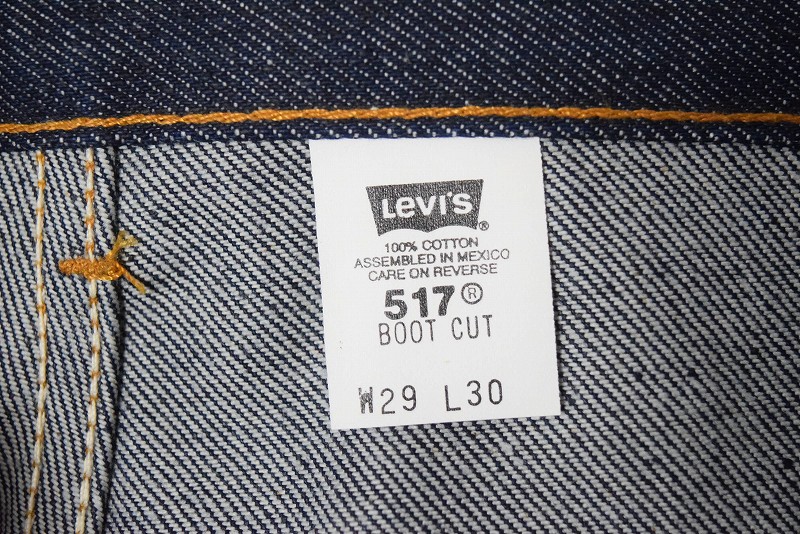 LEVI'S®
100% COTTON
ASSEMBLED IN MEXICO
CARE ON REVERSE
517®
BOOT CUT
W29 L30